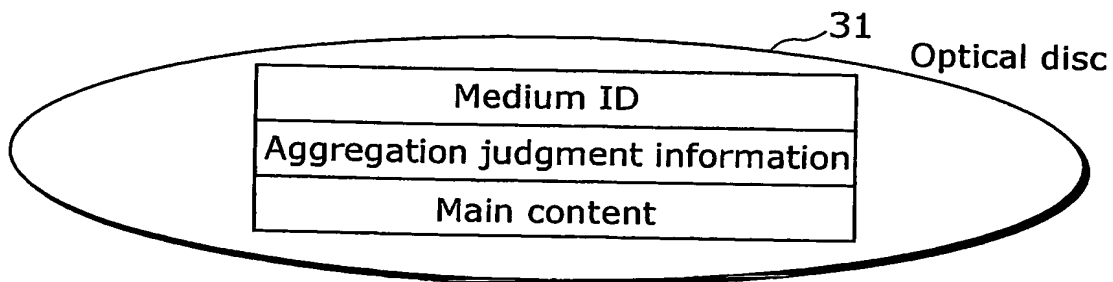 31
Optical disc
Medium ID
Aggregation judgment information
Main content